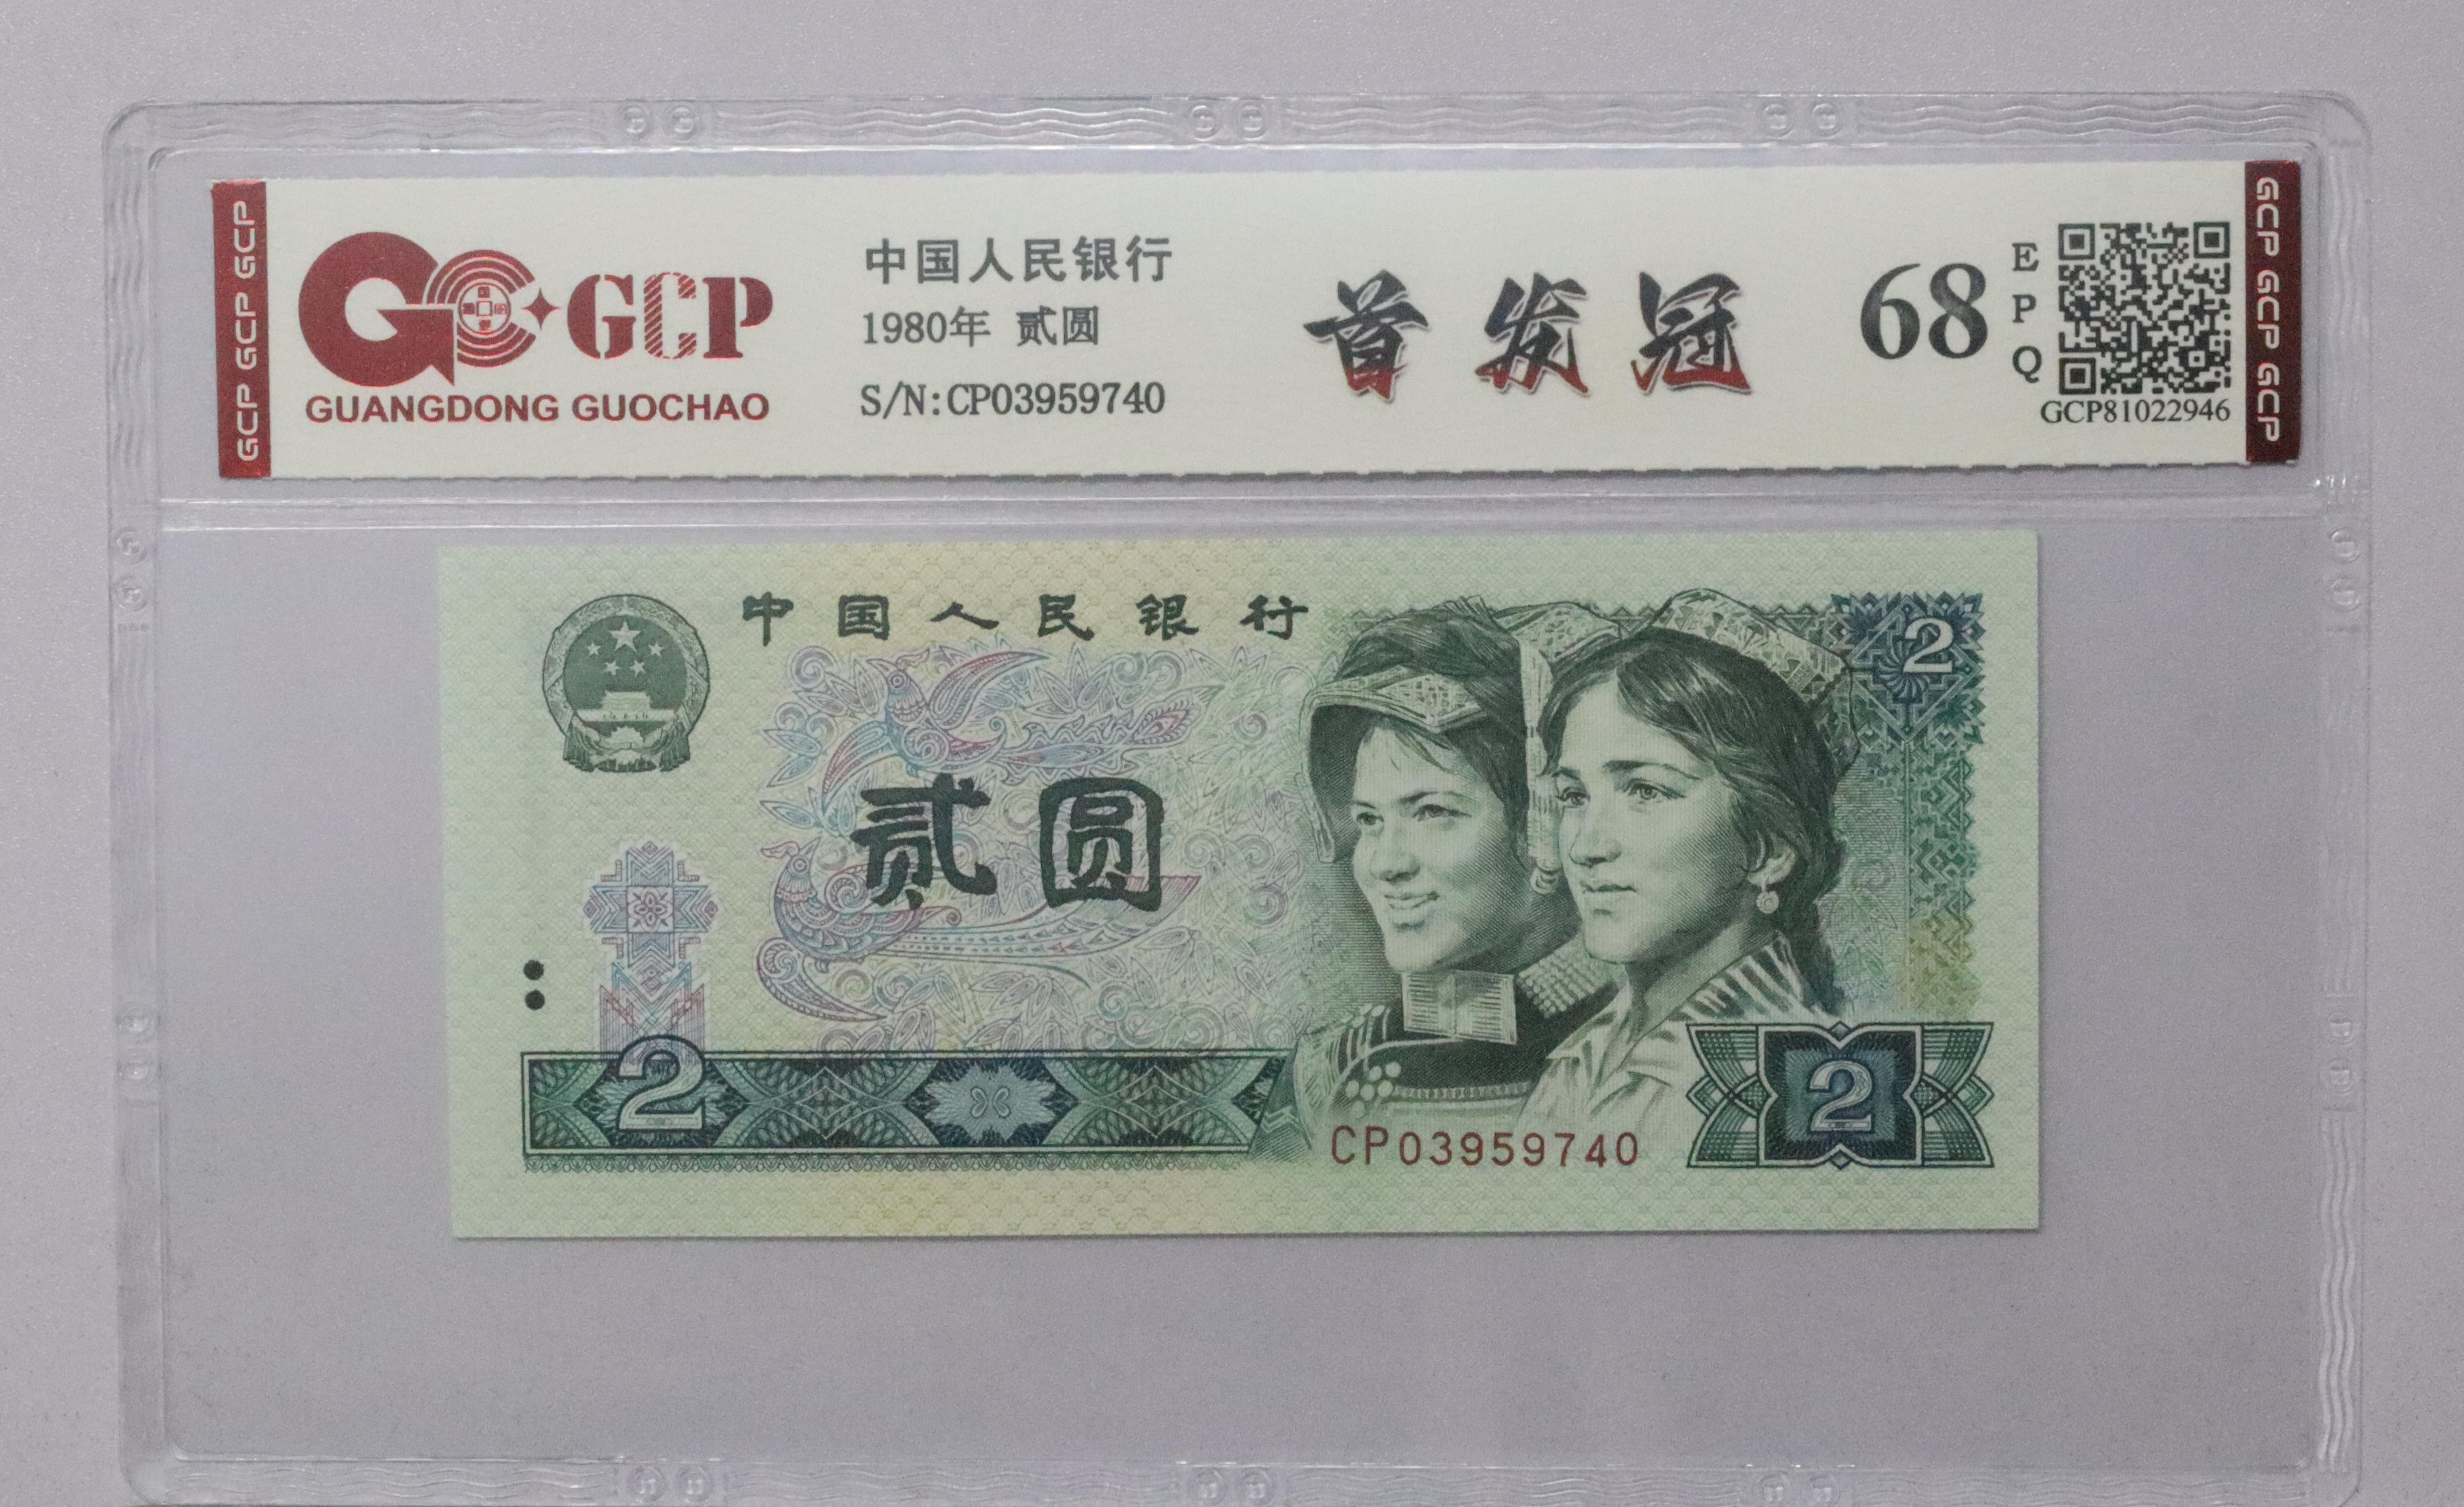 GCP GCP GCP
GCP
GUANGDONG GUOCHAO
中国人民银行
1980年 贰圆
S/N:CP03959740
首发冠
68
EPQ
GCP81022946
GCP GCP GCP
中国人民银行
2
贰圆
2
2
CP03959740